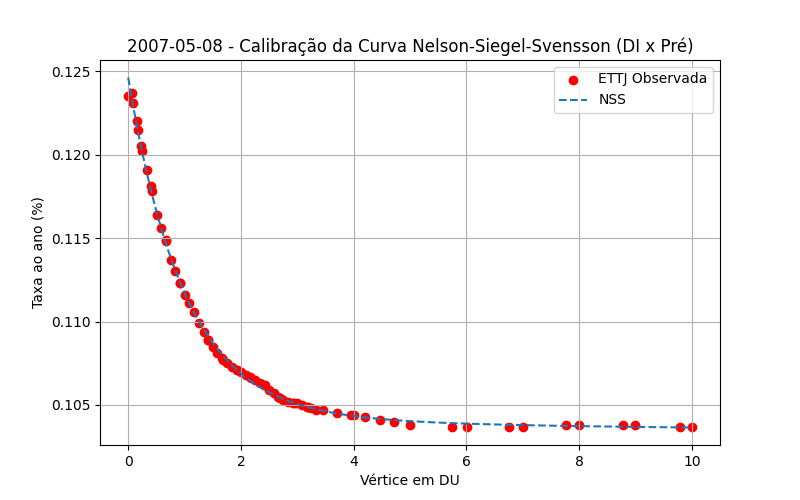 2007-05-08 - Calibração da Curva Nelson-Siegel-Svensson (DI x Pré)
ETTJ Observada
NSS
0.125
0.120
0.115
0.110
0.105
Taxa ao ano (%)
0
2
4
6
8
10
Vértice em DU